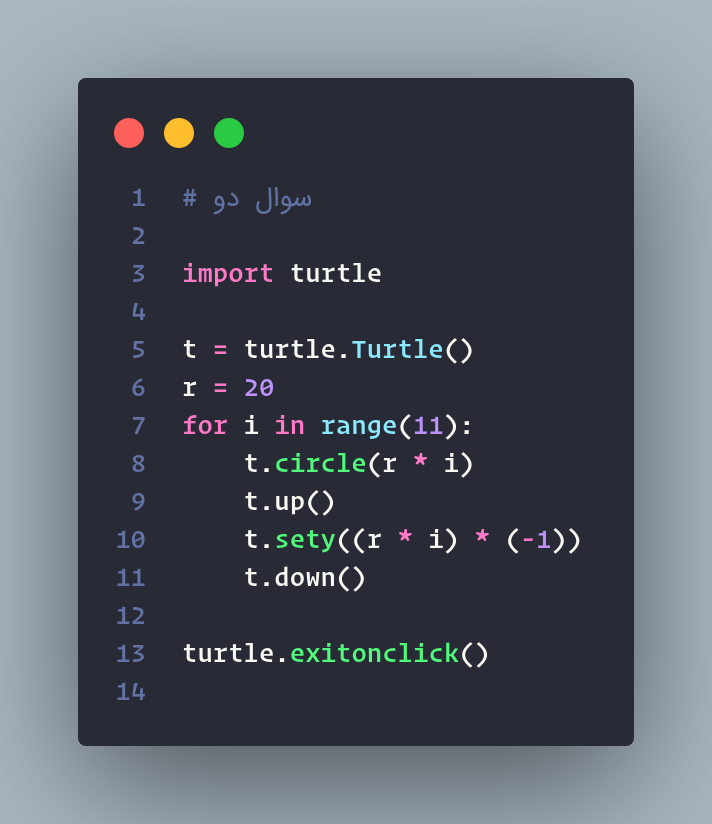 1 # سوال دو
2
3 import turtle
4
5 t = turtle.Turtle()
6 r = 20
7 for i in range(11):
8     t.circle(r * i)
9     t.up()
10     t.sety((r * i) * (-1))
11     t.down()
12
13 turtle.exitonclick()
14